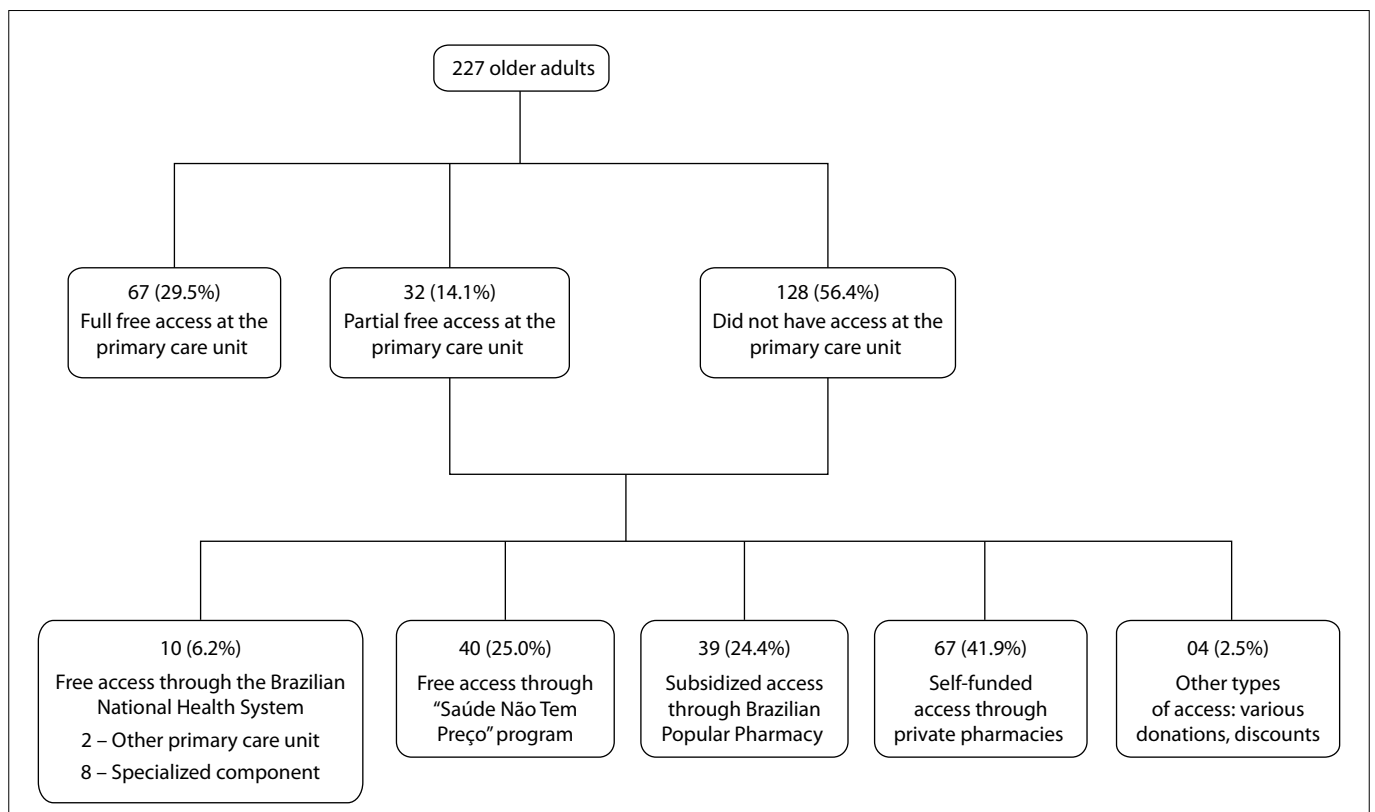 227 older adults
67 (29.5%)
Full free access at the
primary care unit
32 (14.1%)
Partial free access at the
primary care unit
128 (56.4%)
Did not have access at the
primary care unit
10 (6.2%)
Free access through the Brazilian
National Health System
2 – Other primary care unit
8 – Specialized component
40 (25.0%)
Free access through
“Saúde Não Tem
Preço” program
39 (24.4%)
Subsidized access
through Brazilian
Popular Pharmacy
67 (41.9%)
Self-funded
access through
private pharmacies
04 (2.5%)
Other types
of access: various
donations, discounts